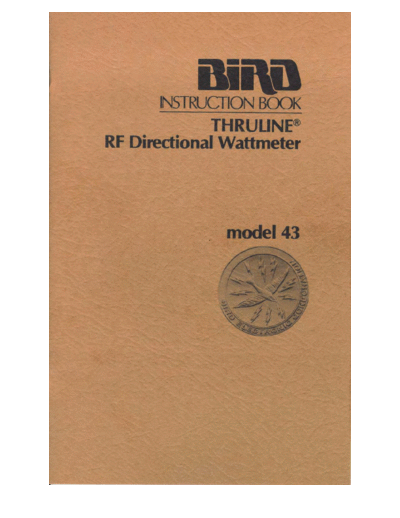 BIRD
INSTRUCTION BOOK
THRULINE®
RF Directional Wattmeter
model 43